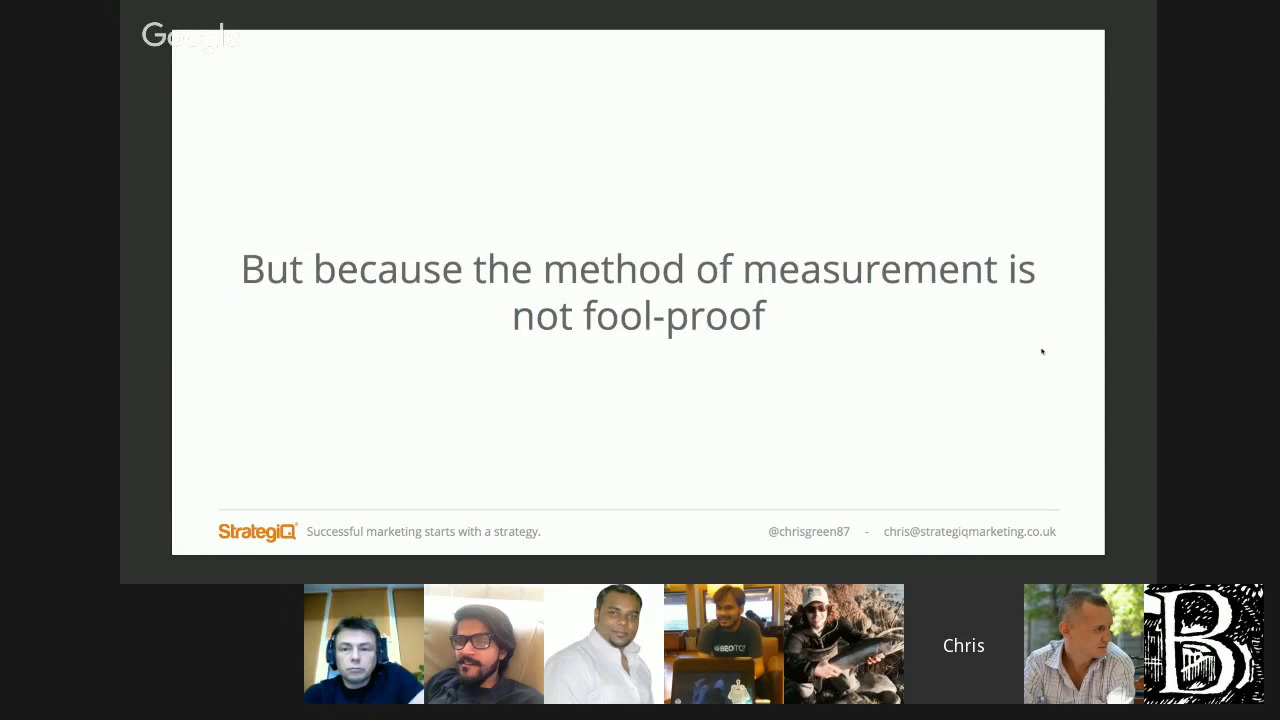 Google
But because the method of measurement is
not fool-proof
StrategiQ Successful marketing starts with a strategy. @chrisgreen87 - chris@strategiqmarketing.co.uk
Chris
B